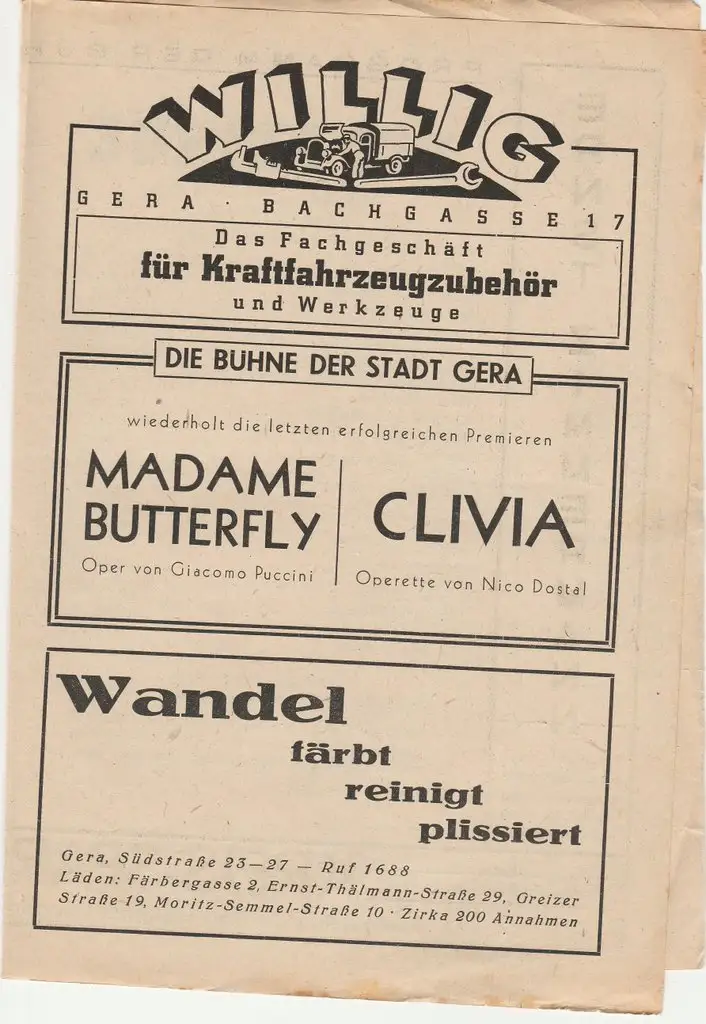 WILLIG
GERA · BACHGASSE 17
Das Fachgeschäft
für Kraftfahrzeugzubehör
und Werkzeuge
DIE BÜHNE DER STADT GERA
wiederholt die letzten erfolgreichen Premieren
MADAME
BUTTERFLY
Oper von Giacomo Puccini
CLIVIA
Operette von Nico Dostal
Wandel
färbt
reinigt
plissiert
Gera, Südstraße 23—27 — Ruf 1688
Läden: Färbergasse 2, Ernst-Thälmann-Straße 29, Greizer
Straße 19, Moritz-Semmel-Straße 10 · Zirka 200 Annahmen